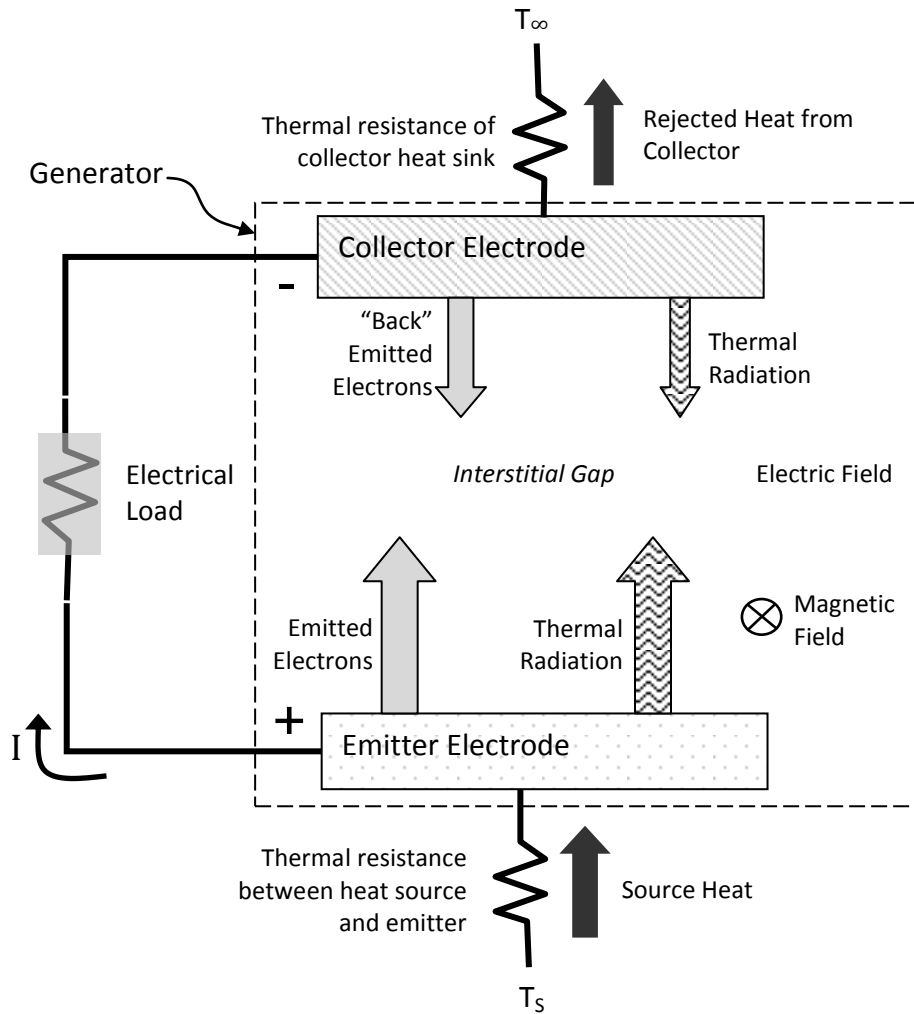 T∞
Thermal resistance of
collector heat sink
Rejected Heat from
Collector
Generator
Collector Electrode
-
“Back”
Emitted
Electrons
Thermal
Radiation
Electrical
Load
Interstitial Gap
Electric Field
Emitted
Electrons
Thermal
Radiation
Magnetic
Field
+
I
Emitter Electrode
Thermal resistance
between heat source
and emitter
Source Heat
TS